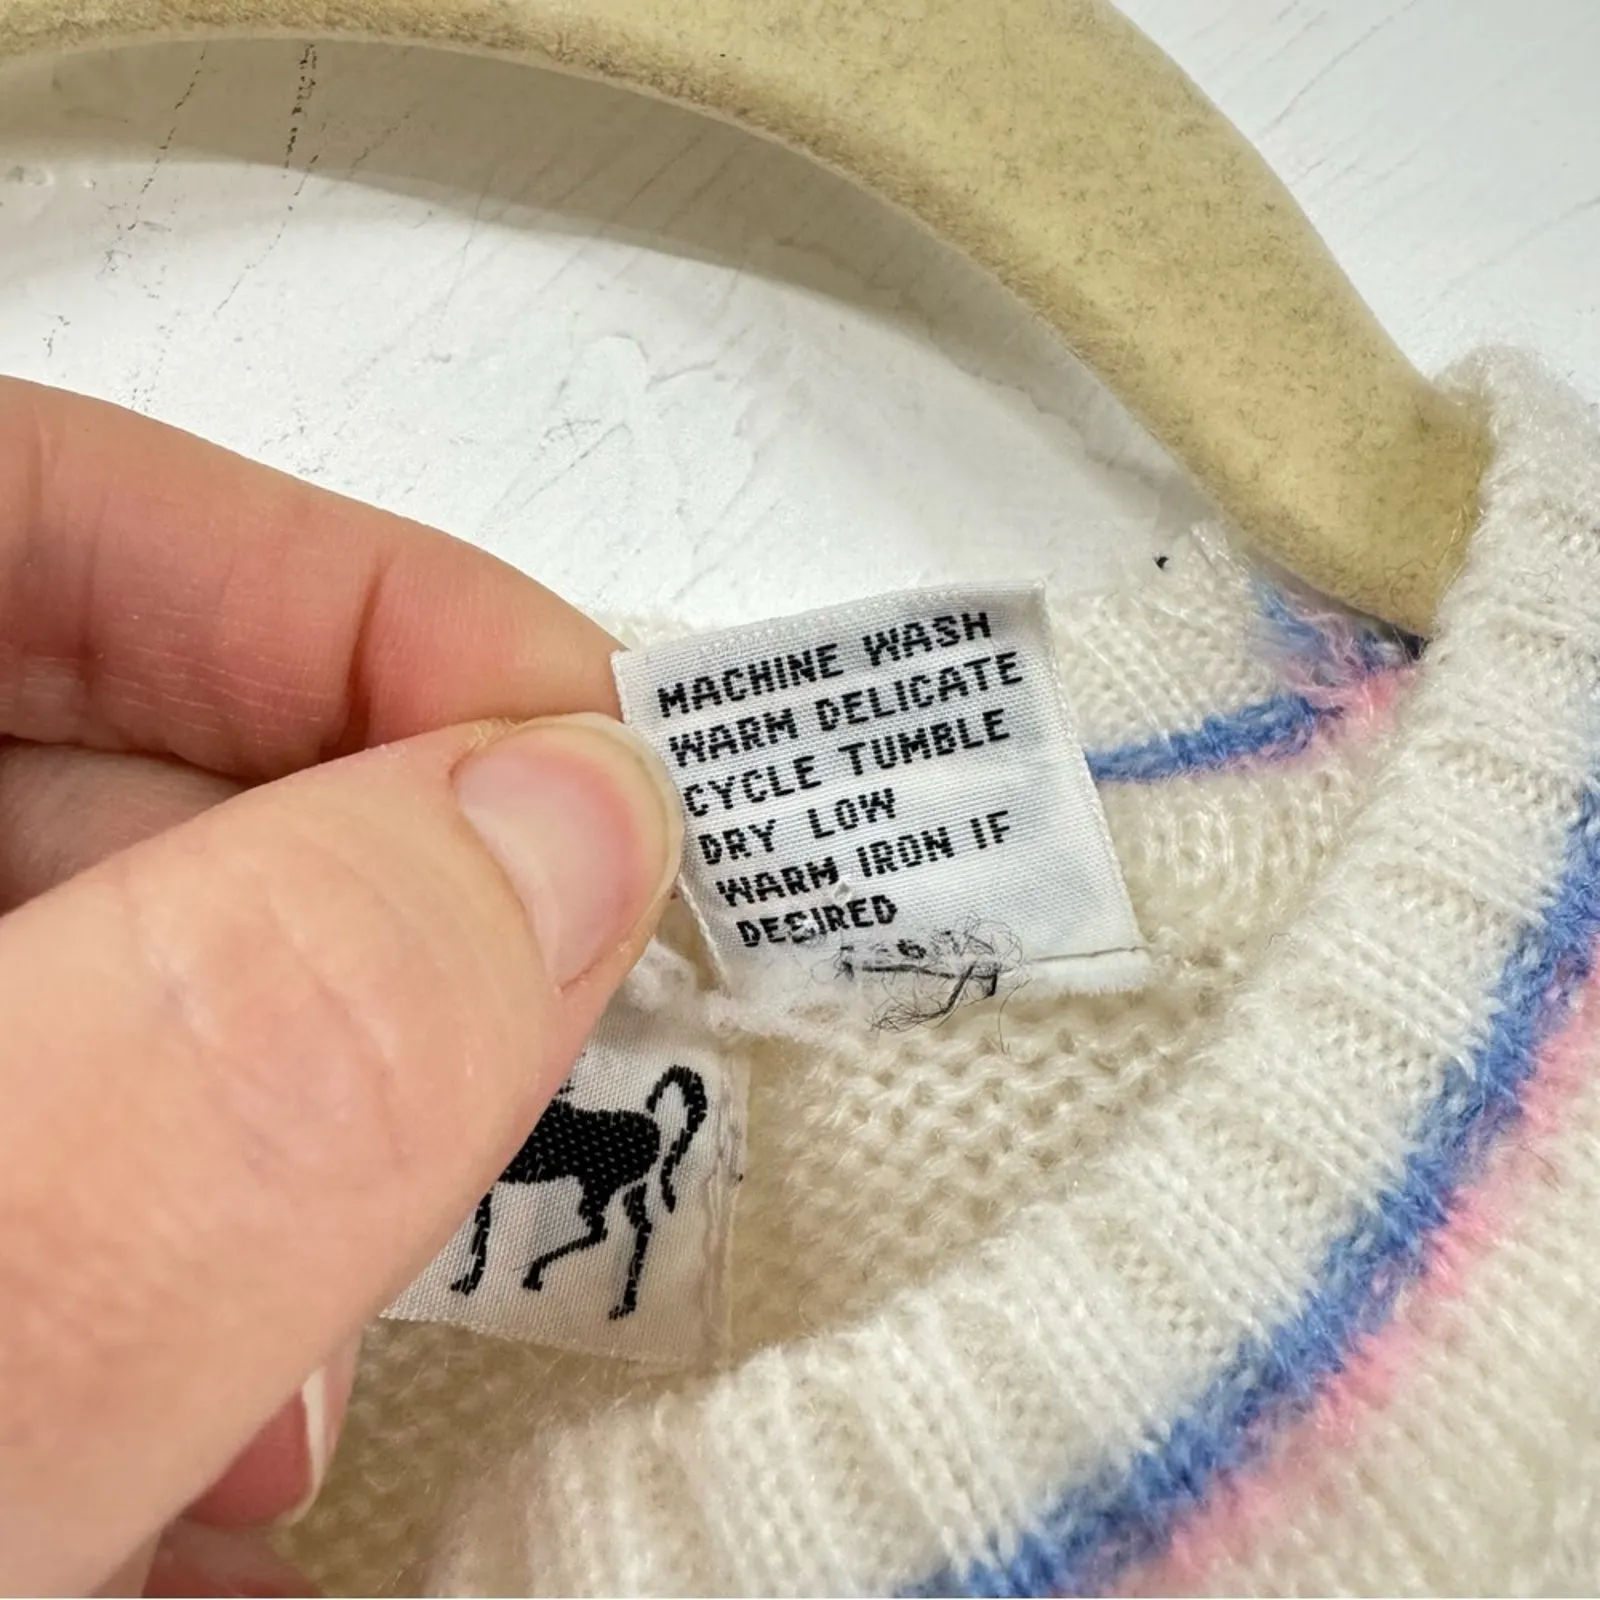 MACHINE WASH
WARM DELICATE
CYCLE TUMBLE
DRY LOW
WARM IRON IF
DESIRED